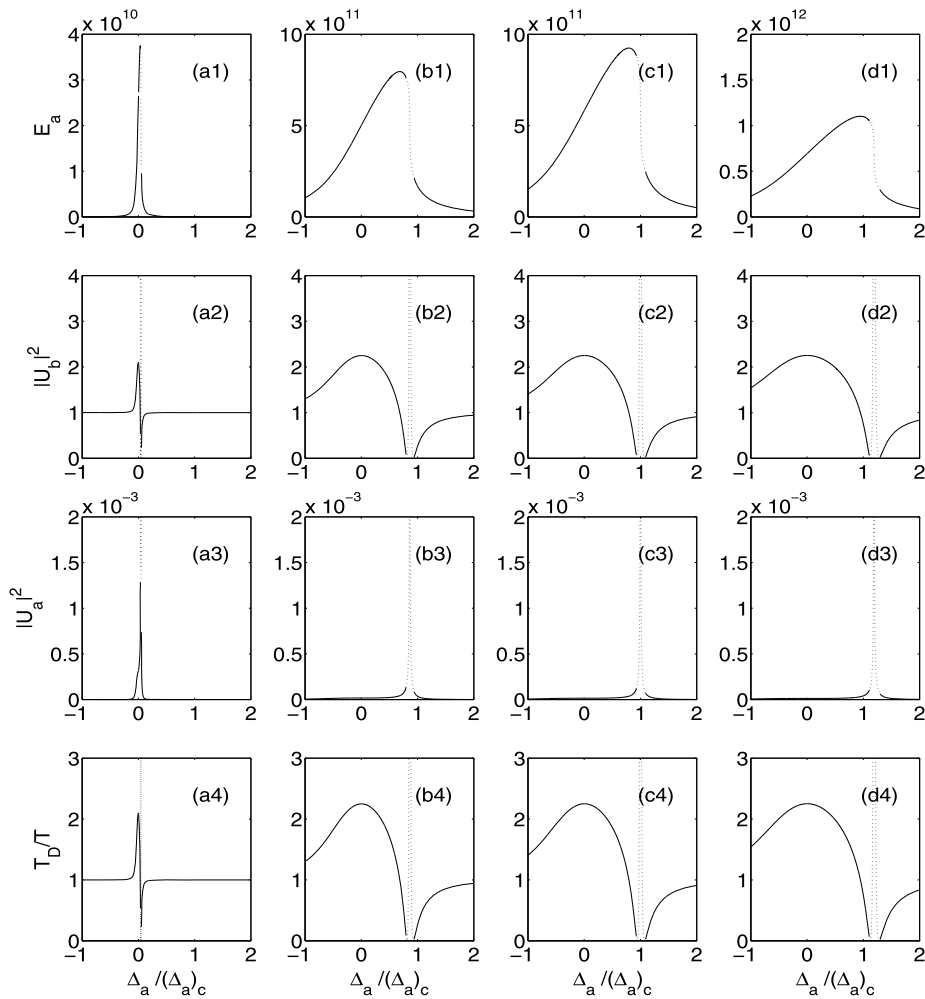 x 10^10 x 10^11 x 10^11 x 10^12
4 10 10 2
(a1) (b1) (c1) (d1)
3 1.5
E_a 2 5 5 1
1 0.5
0 0 0 0
−1 0 1 2 −1 0 1 2 −1 0 1 2 −1 0 1 2
4 4 4 4
(a2) (b2) (c2) (d2)
3 3 3 3
|U_b|^2 2 2 2 2
1 1 1 1
0 0 0 0
−1 0 1 2 −1 0 1 2 −1 0 1 2 −1 0 1 2
x 10^−3 x 10^−3 x 10^−3 x 10^−3
2 2 2 2
(a3) (b3) (c3) (d3)
1.5 1.5 1.5 1.5
|U_a|^2 1 1 1 1
0.5 0.5 0.5 0.5
0 0 0 0
−1 0 1 2 −1 0 1 2 −1 0 1 2 −1 0 1 2
3 3 3 3
(a4) (b4) (c4) (d4)
2 2 2 2
T_D/T 1 1 1 1
0 0 0 0
−1 0 1 2 −1 0 1 2 −1 0 1 2 −1 0 1 2
Δ_a/(Δ_a)_c Δ_a/(Δ_a)_c Δ_a/(Δ_a)_c Δ_a/(Δ_a)_c